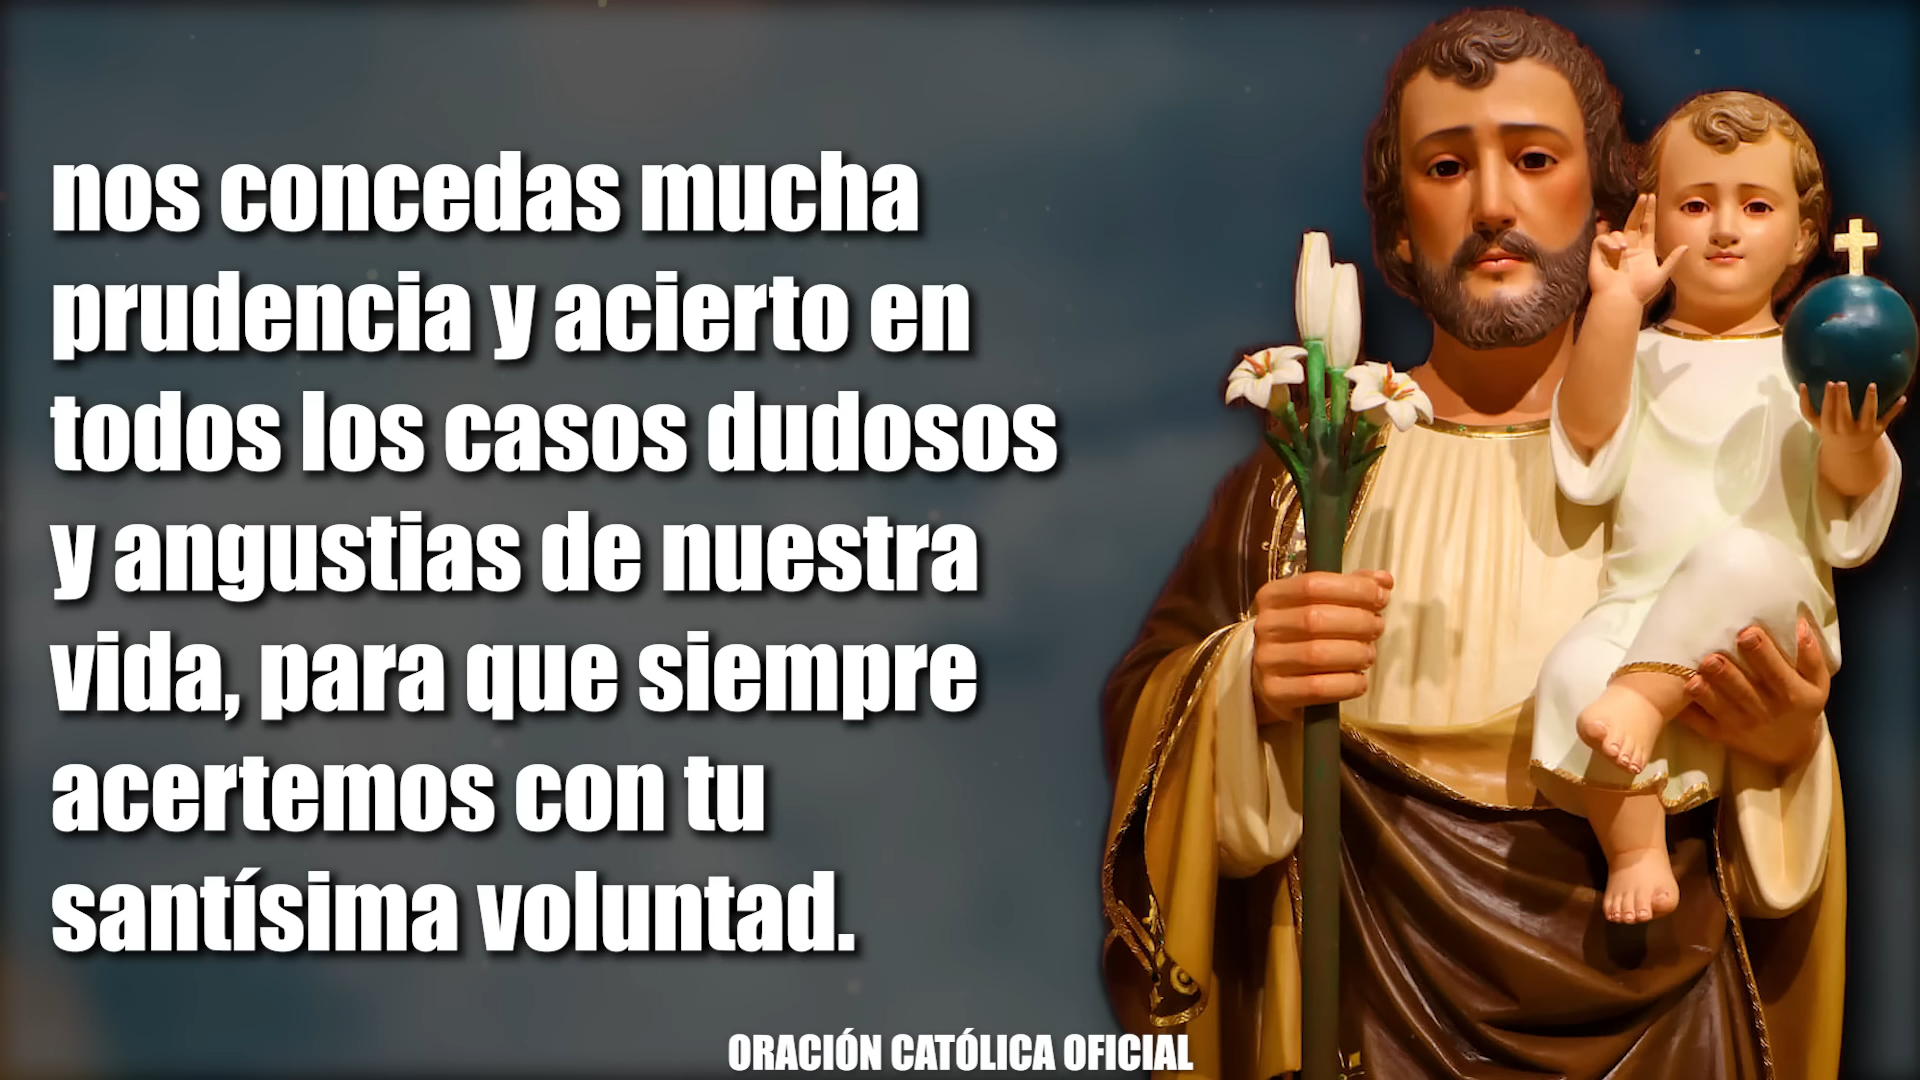 nos concedas mucha
prudencia y acierto en
todos los casos dudosos
y angustias de nuestra
vida, para que siempre
acertemos con tu
santísima voluntad.
ORACIÓN CATÓLICA OFICIAL